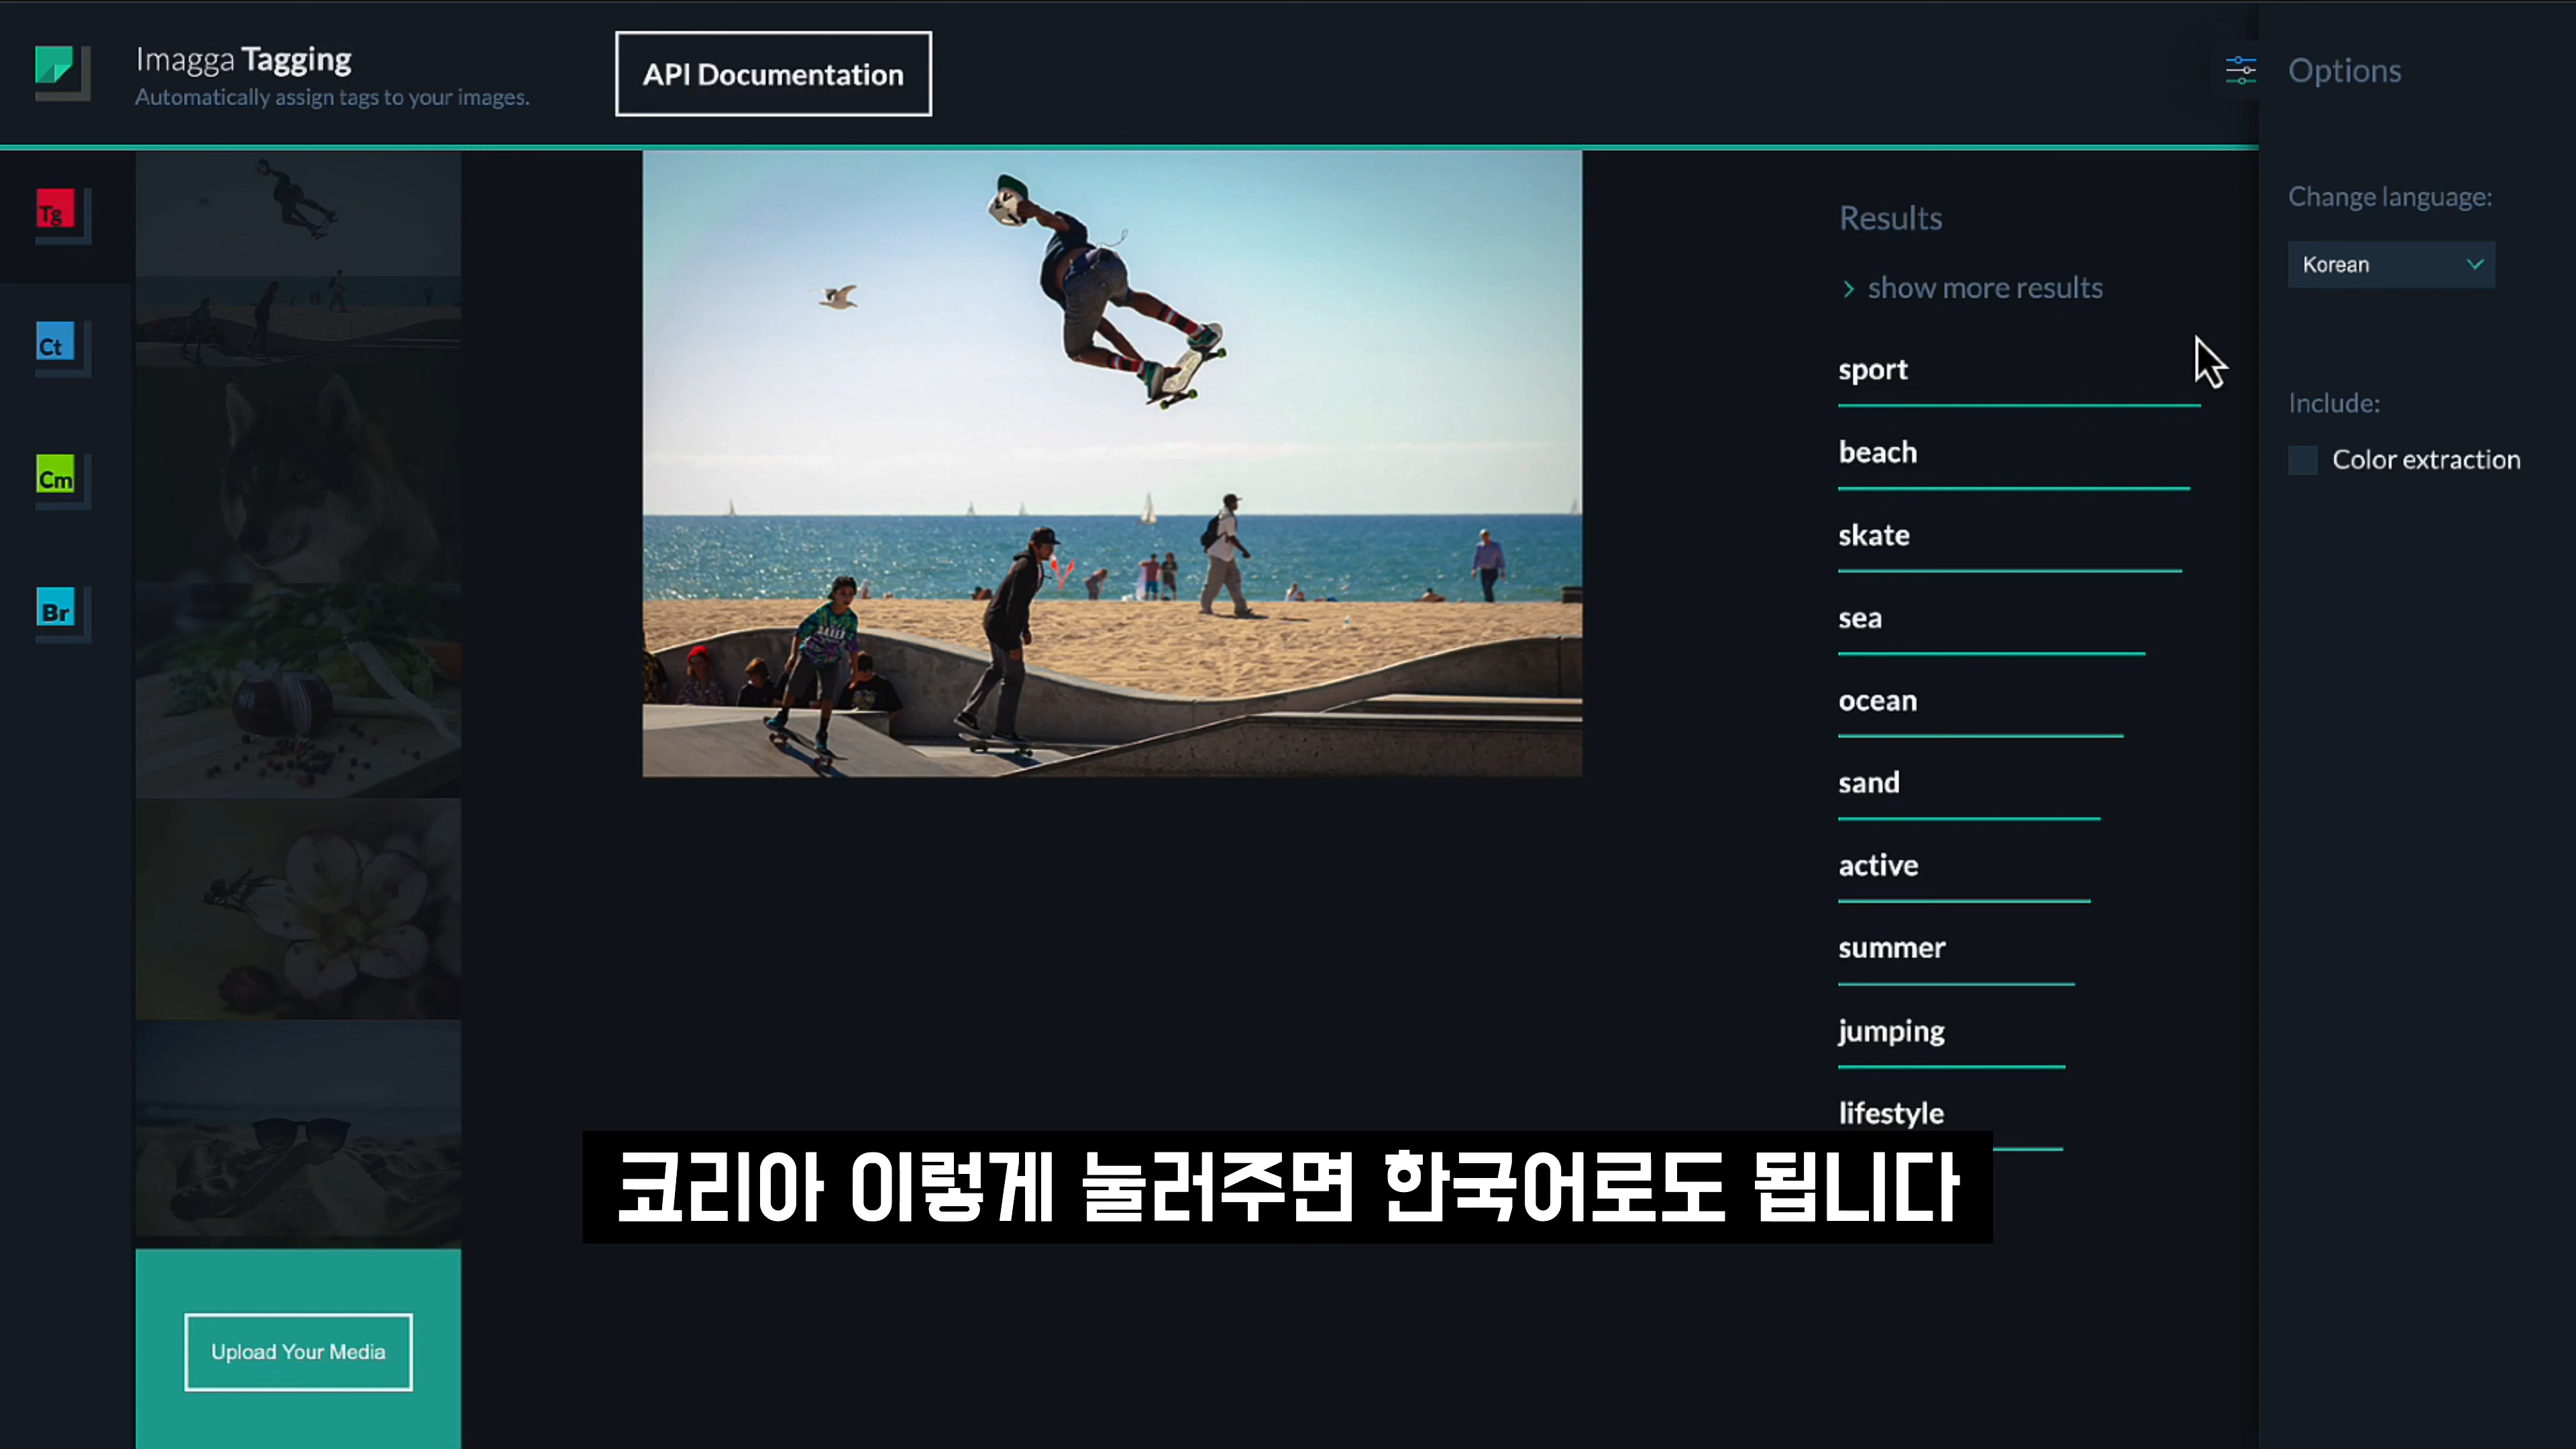 Imagga Tagging
Automatically assign tags to your images.
API Documentation
Options
Tg
Ct
Cm
Br
Results
show more results
sport
beach
skate
sea
ocean
sand
active
summer
jumping
lifestyle
Change language:
Korean
Include:
Color extraction
코리아 이렇게 눌러주면 한국어로도 됩니다
Upload Your Media